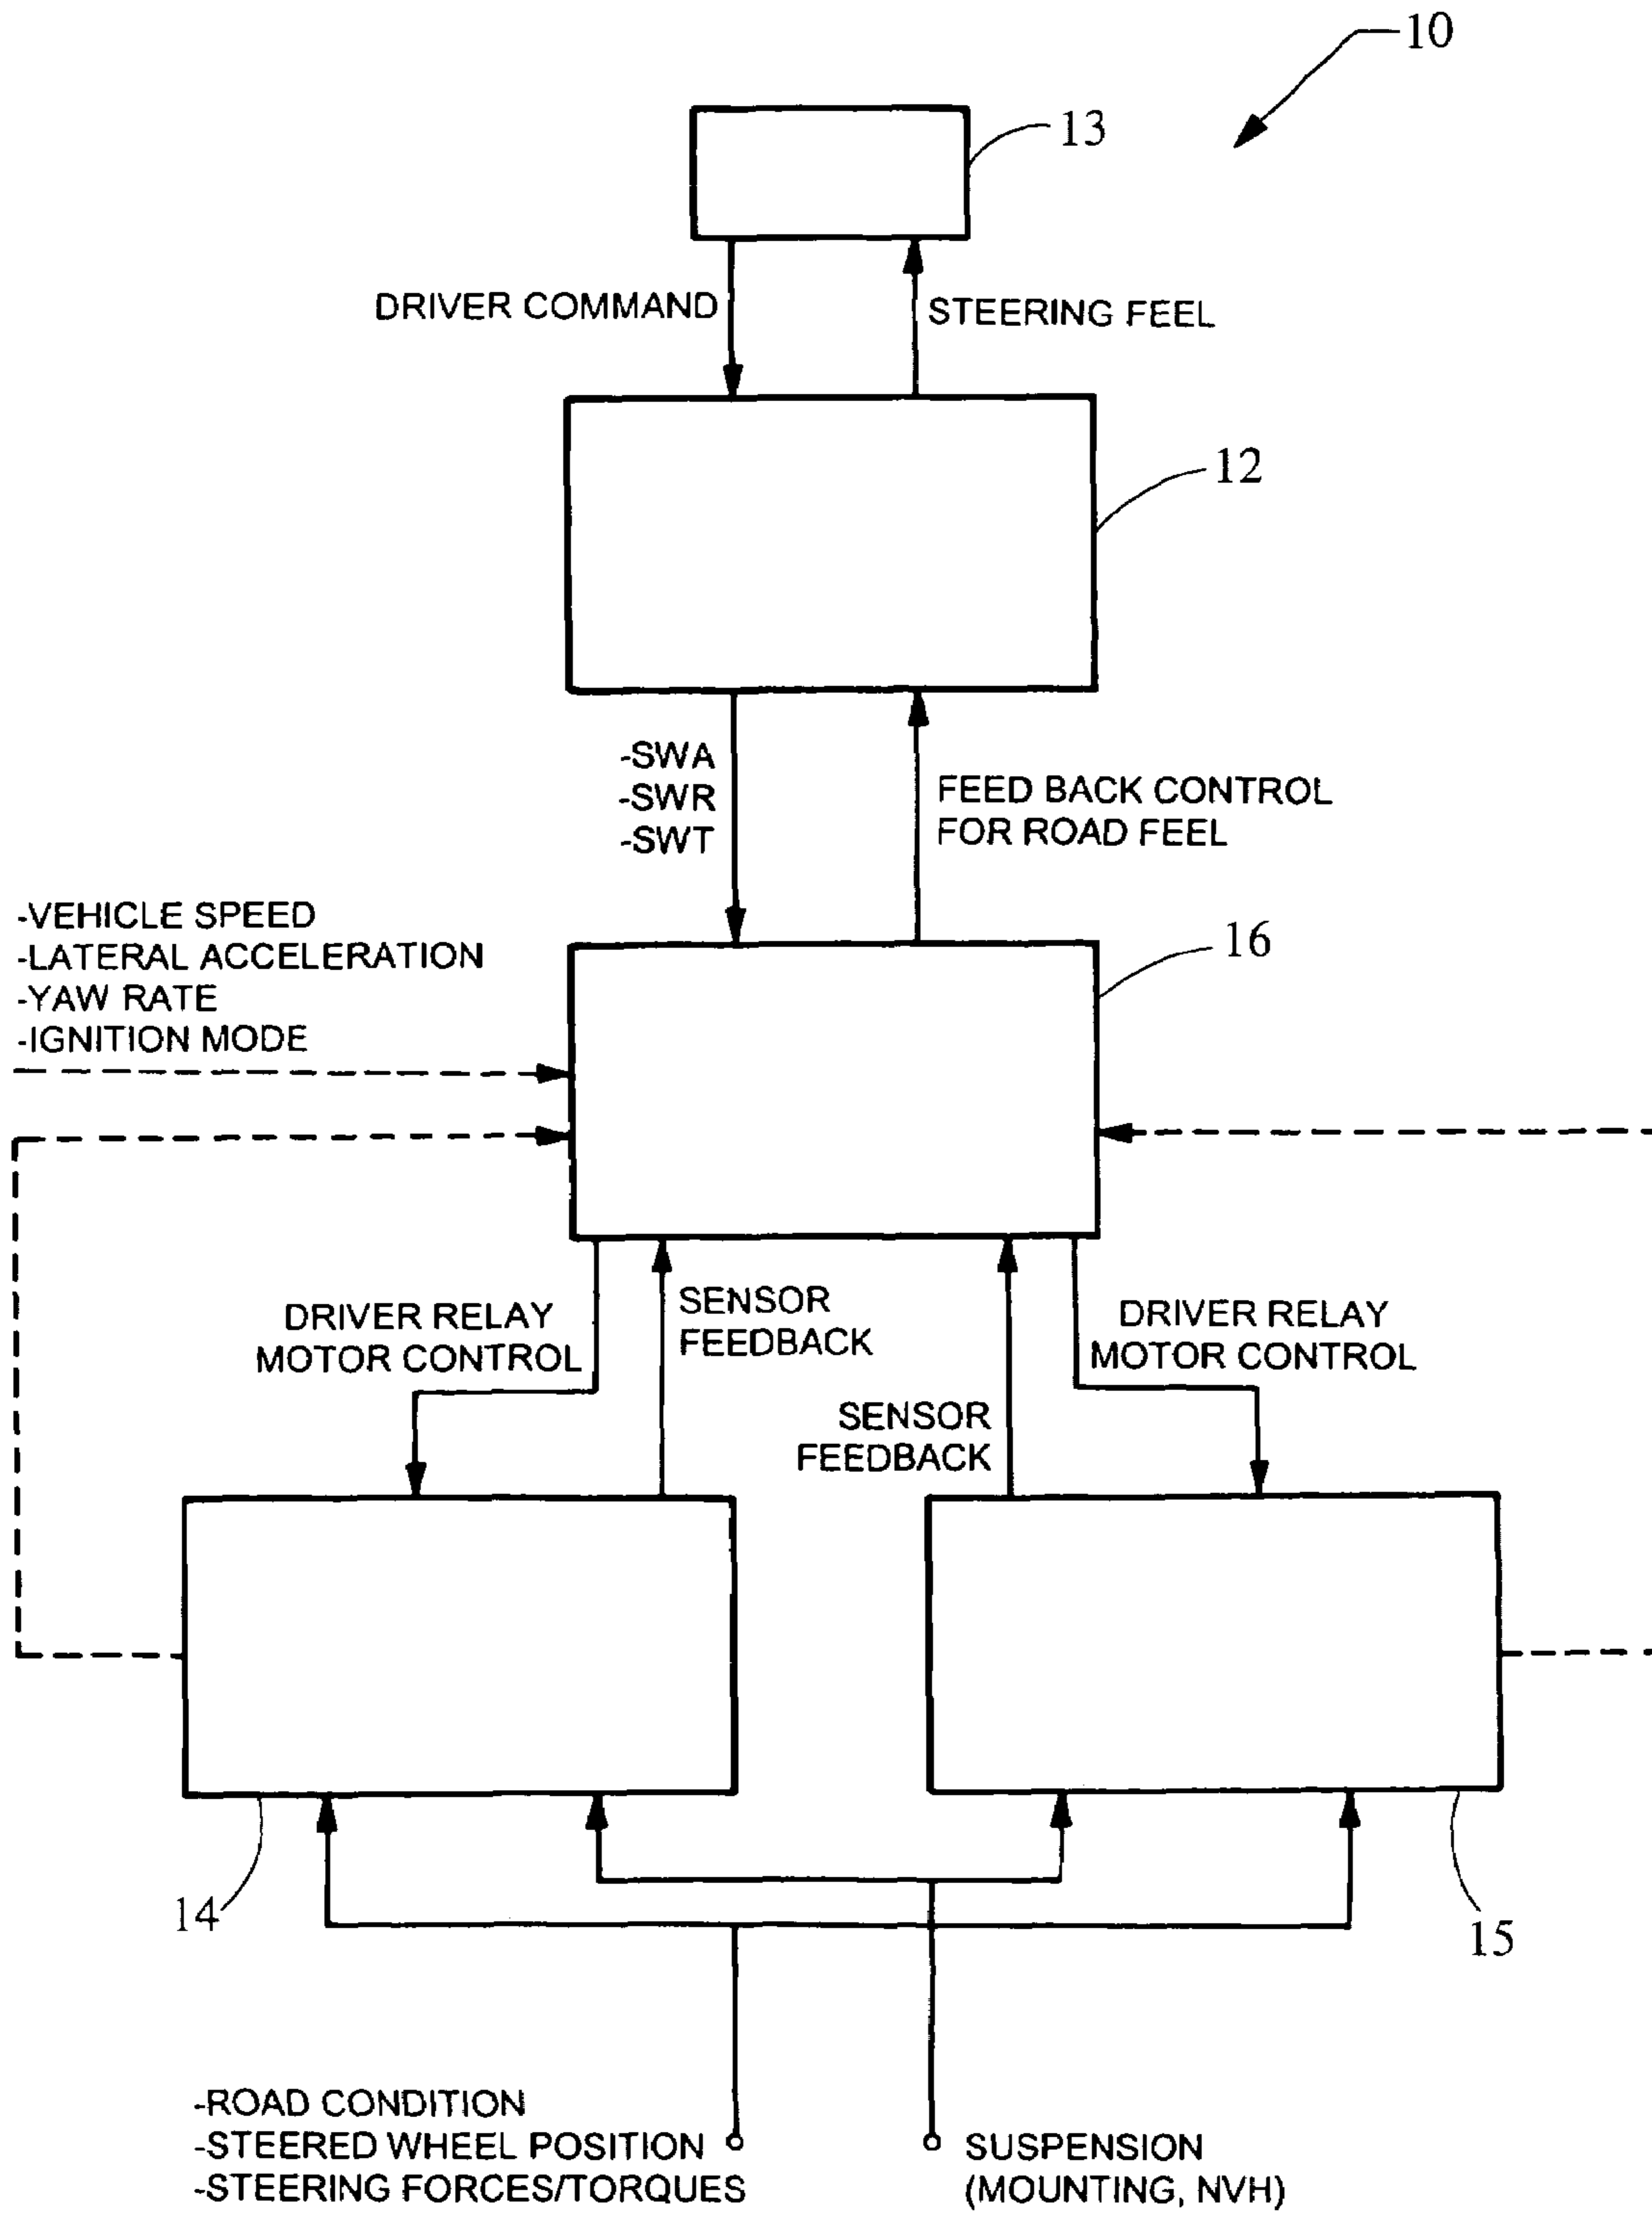 10
13
DRIVER COMMAND
STEERING FEEL
12
-SWA
-SWR
-SWT
FEED BACK CONTROL
FOR ROAD FEEL
-VEHICLE SPEED
-LATERAL ACCELERATION
-YAW RATE
-IGNITION MODE
16
DRIVER RELAY
MOTOR CONTROL
SENSOR
FEEDBACK
SENSOR
FEEDBACK
DRIVER RELAY
MOTOR CONTROL
14
15
-ROAD CONDITION
-STEERED WHEEL POSITION
-STEERING FORCES/TORQUES
SUSPENSION
(MOUNTING, NVH)